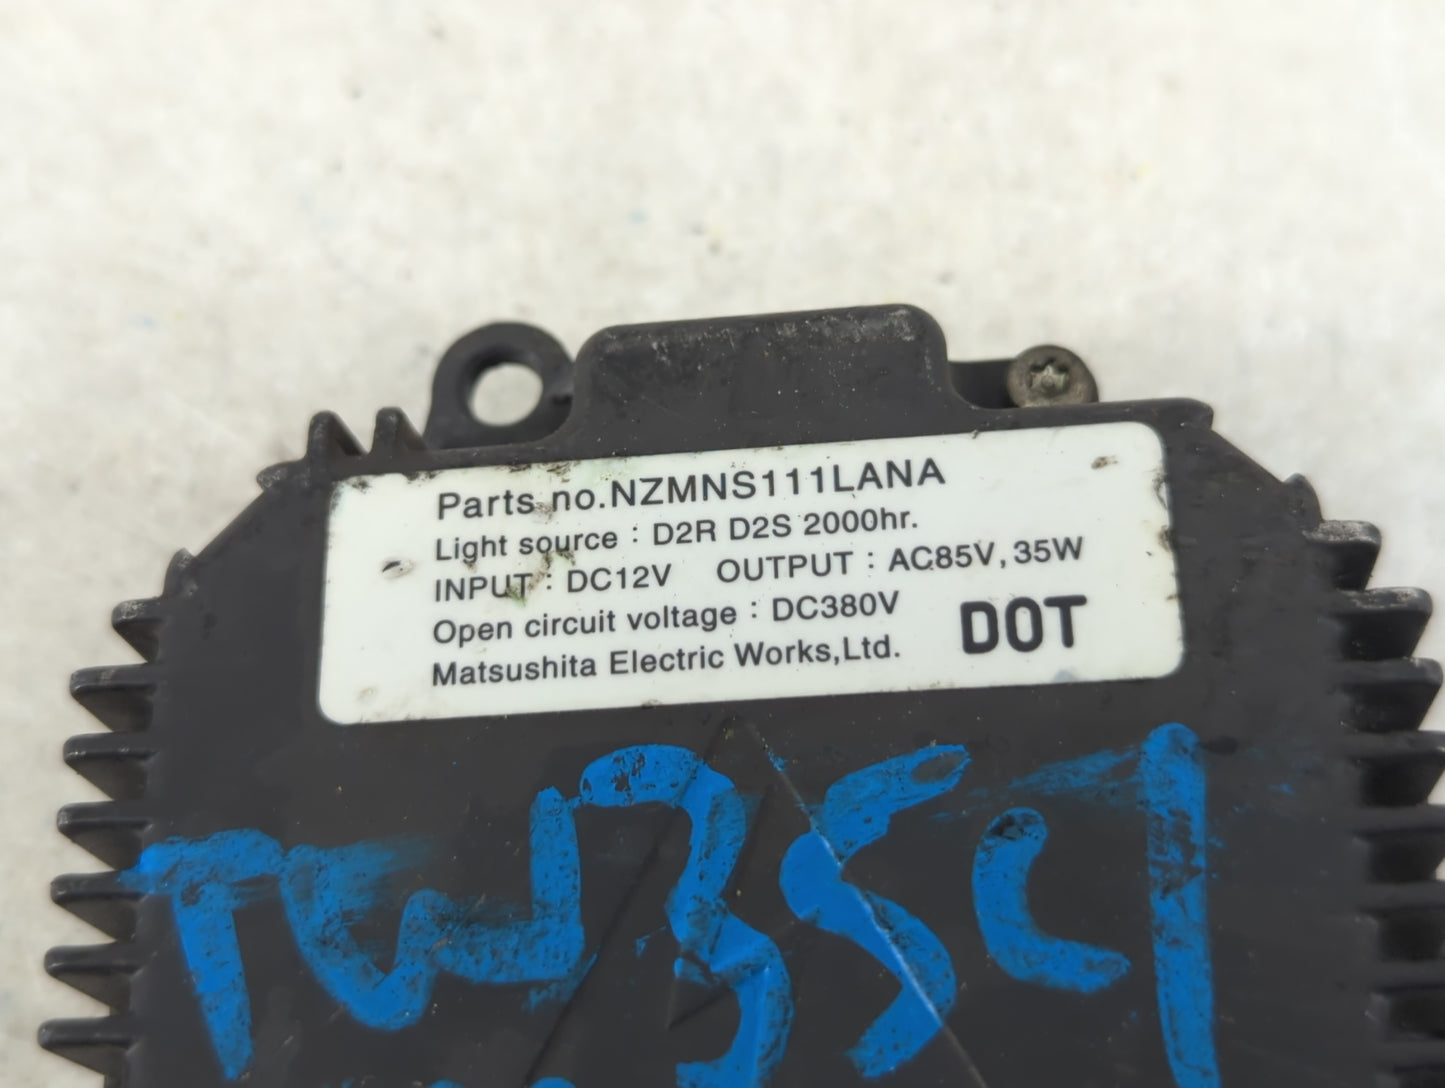 Parts no.NZMNS111LANA
Light source : D2R D2S 2000hr.
INPUT : DC12V OUTPUT : AC85V, 35W
Open circuit voltage : DC380V
Matsushita Electric Works,Ltd.
DOT